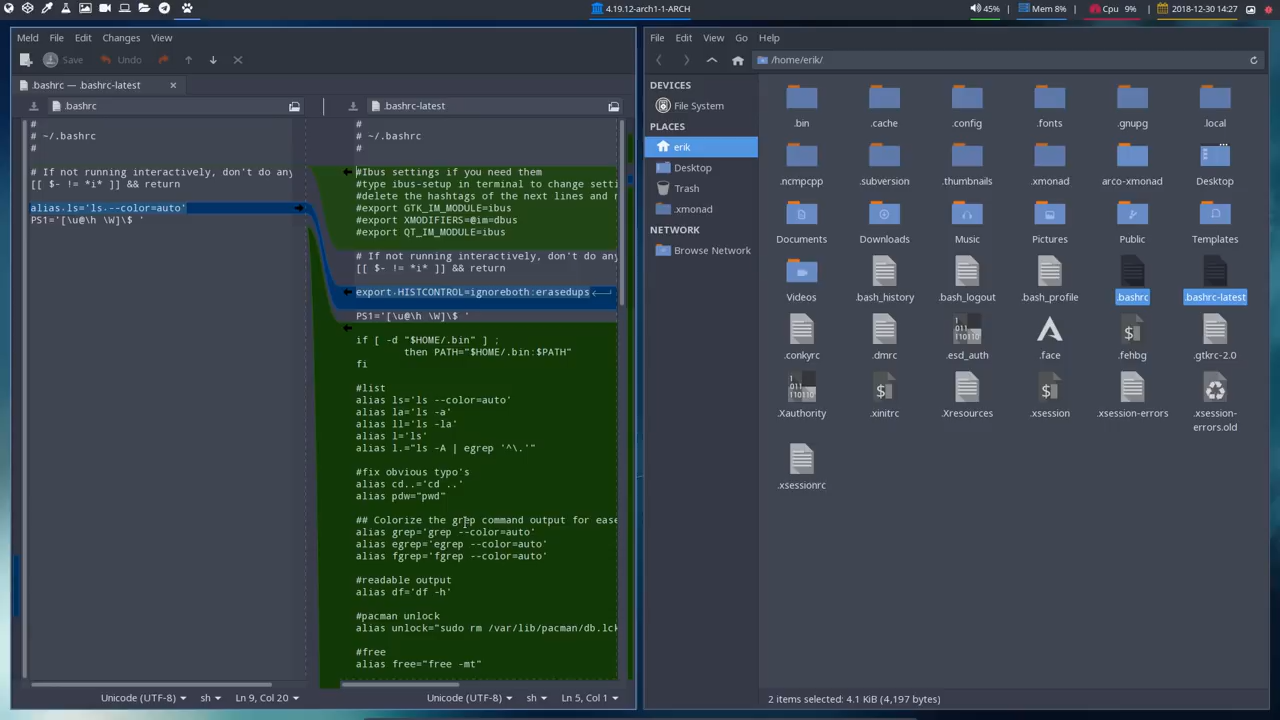 4.19.12-arch1-1-ARCH
45%
Mem 8%
Cpu 9%
2018-12-30 14:27
Meld File Edit Changes View
Save Undo
.bashrc — .bashrc-latest
.bashrc
.bashrc-latest
#
# ~/.bashrc
#
# If not running interactively, don't do any
[[ $- != *i* ]] && return
alias ls='ls --color=auto'
PS1='[\u@\h \W]\$ '
#
# ~/.bashrc
#
#Ibus settings if you need them
#type ibus-setup in terminal to change setti
#delete the hashtags of the next lines and r
#export GTK_IM_MODULE=ibus
#export XMODIFIERS=@im=dbus
#export QT_IM_MODULE=ibus
# If not running interactively, don't do any
[[ $- != *i* ]] && return
export HISTCONTROL=ignoreboth:erasedups
PS1='[\u@\h \W]\$ '
if [ -d "$HOME/.bin" ] ;
then PATH="$HOME/.bin:$PATH"
fi
#list
alias ls='ls --color=auto'
alias la='ls -a'
alias ll='ls -la'
alias l='ls'
alias l.="ls -A | egrep '^\.'"
#fix obvious typo's
alias cd..='cd ..'
alias pdw="pwd"
## Colorize the grep command output for ease
alias grep='grep --color=auto'
alias egrep='egrep --color=auto'
alias fgrep='fgrep --color=auto'
#readable output
alias df='df -h'
#pacman unlock
alias unlock="sudo rm /var/lib/pacman/db.lck
#free
alias free="free -mt"
Unicode (UTF-8) sh Ln 9, Col 20
Unicode (UTF-8) sh Ln 5, Col 1
File Edit View Go Help
/home/erik/
DEVICES
File System
PLACES
erik
Desktop
Trash
.xmonad
NETWORK
Browse Network
.bin .cache .config .fonts .gnupg .local
.ncmpcpp .subversion .thumbnails .xmonad arco-xmonad Desktop
Documents Downloads Music Pictures Public Templates
Videos .bash_history .bash_logout .bash_profile .bashrc .bashrc-latest
.conkyrc .dmrc .esd_auth .face .fehbg .gtkrc-2.0
.Xauthority .xinitrc .Xresources .xsession .xsession-errors .xsession-
errors.old
.xsessionrc
2 items selected: 4.1 KiB (4,197 bytes)